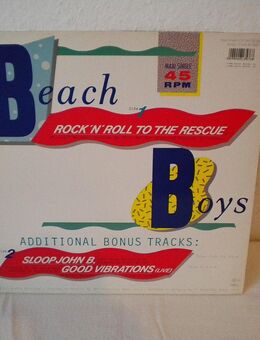 MAXI-SINGLE
45
RPM
Beach
Side 1
ROCK'N'ROLL TO THE RESCUE
Boys
ADDITIONAL BONUS TRACKS:
2
SLOOP JOHN B.
GOOD VIBRATIONS (LIVE)